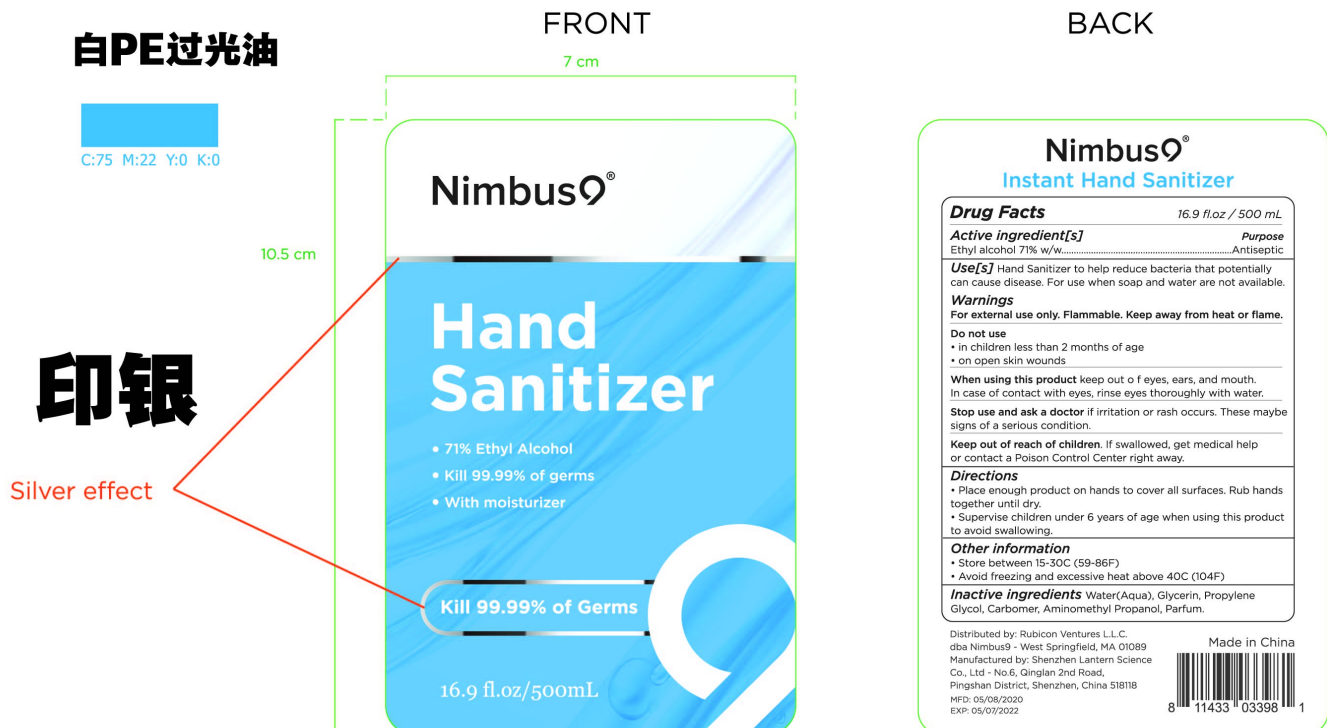 FRONT
BACK
白PE过光油
7 cm
C:75 M:22 Y:0 K:0
10.5 cm
印银
Silver effect
Nimbus9®
Hand
Sanitizer
• 71% Ethyl Alcohol
• Kill 99.99% of germs
• With moisturizer
Kill 99.99% of Germs
16.9 fl.oz/500mL
9
Nimbus9®
Instant Hand Sanitizer
Drug Facts 16.9 fl.oz / 500 mL
Active ingredient[s] Purpose
Ethyl alcohol 71% w/w......Antiseptic
Use[s] Hand Sanitizer to help reduce bacteria that potentially
can cause disease. For use when soap and water are not available.
Warnings
For external use only. Flammable. Keep away from heat or flame.
Do not use
• in children less than 2 months of age
• on open skin wounds
When using this product keep out o f eyes, ears, and mouth.
In case of contact with eyes, rinse eyes thoroughly with water.
Stop use and ask a doctor if irritation or rash occurs. These maybe
signs of a serious condition.
Keep out of reach of children. If swallowed, get medical help
or contact a Poison Control Center right away.
Directions
• Place enough product on hands to cover all surfaces. Rub hands
together until dry.
• Supervise children under 6 years of age when using this product
to avoid swallowing.
Other information
• Store between 15-30C (59-86F)
• Avoid freezing and excessive heat above 40C (104F)
Inactive ingredients Water(Aqua), Glycerin, Propylene
Glycol, Carbomer, Aminomethyl Propanol, Parfum.
Distributed by: Rubicon Ventures L.L.C.
dba Nimbus9 - West Springfield, MA 01089
Manufactured by: Shenzhen Lantern Science
Co., Ltd - No.6, Qinglan 2nd Road,
Pingshan District, Shenzhen, China 518118
MFD: 05/08/2020
EXP: 05/07/2022
Made in China
8 11433 03398 1